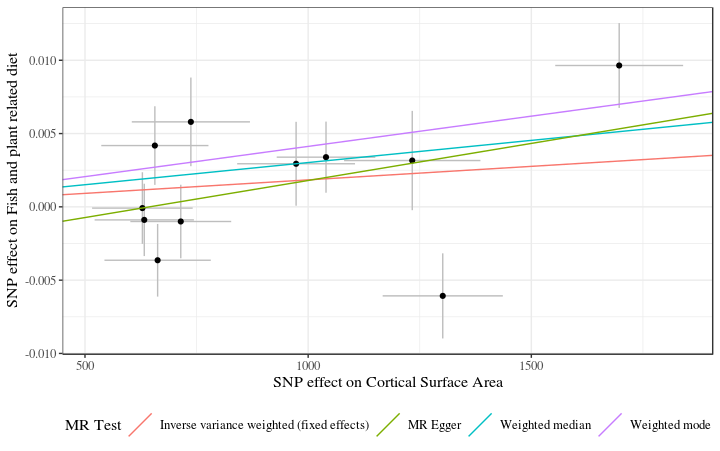 SNP effect on Fish and plant related diet
0.010
0.005
0.000
-0.005
-0.010
500
1000
1500
SNP effect on Cortical Surface Area
MR Test
Inverse variance weighted (fixed effects)
MR Egger
Weighted median
Weighted mode